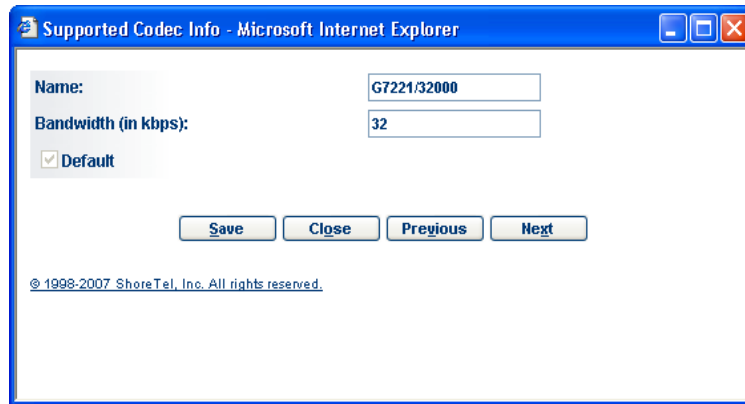 Supported Codec Info - Microsoft Internet Explorer
Name: G7221/32000
Bandwidth (in kbps): 32
Default
Save Close Previous Next
© 1998-2007 ShoreTel, Inc. All rights reserved.